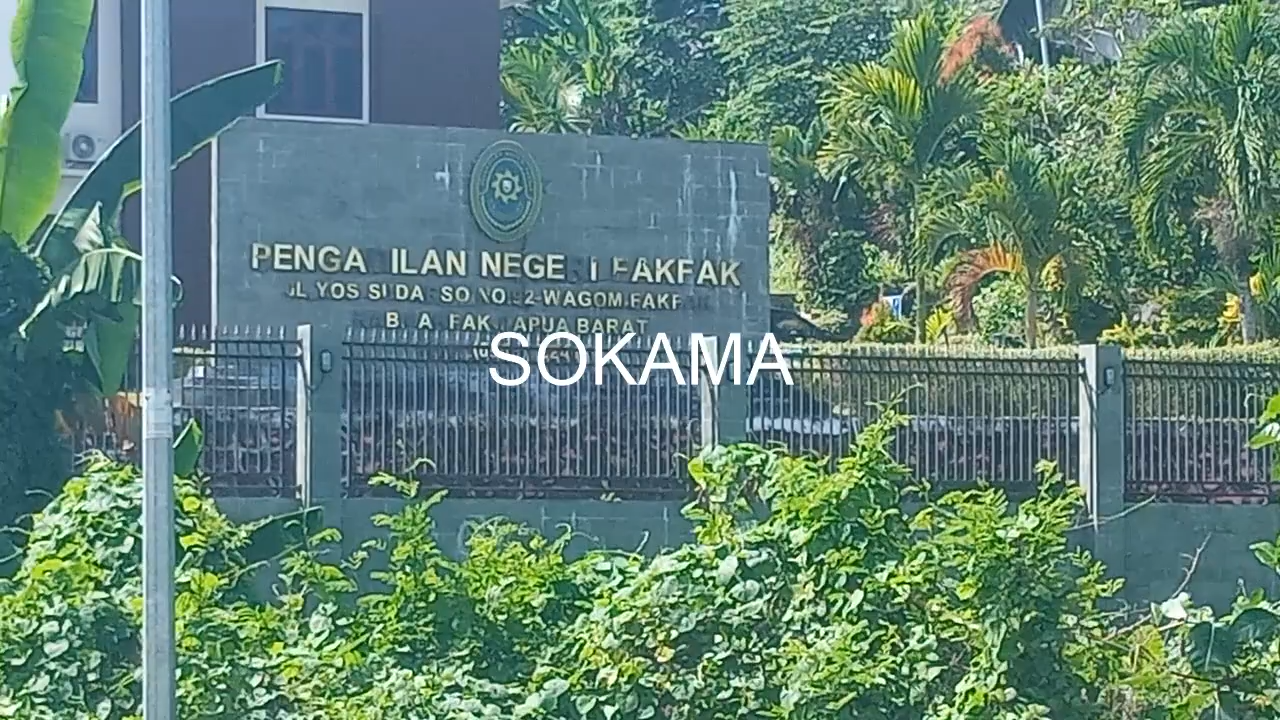 PENGA ILAN NEGE I FAKFAK
JL YOS SUDA SO NO. 2-WAGOM FAKF
B. A FAK APUA BARAT
SOKAMA